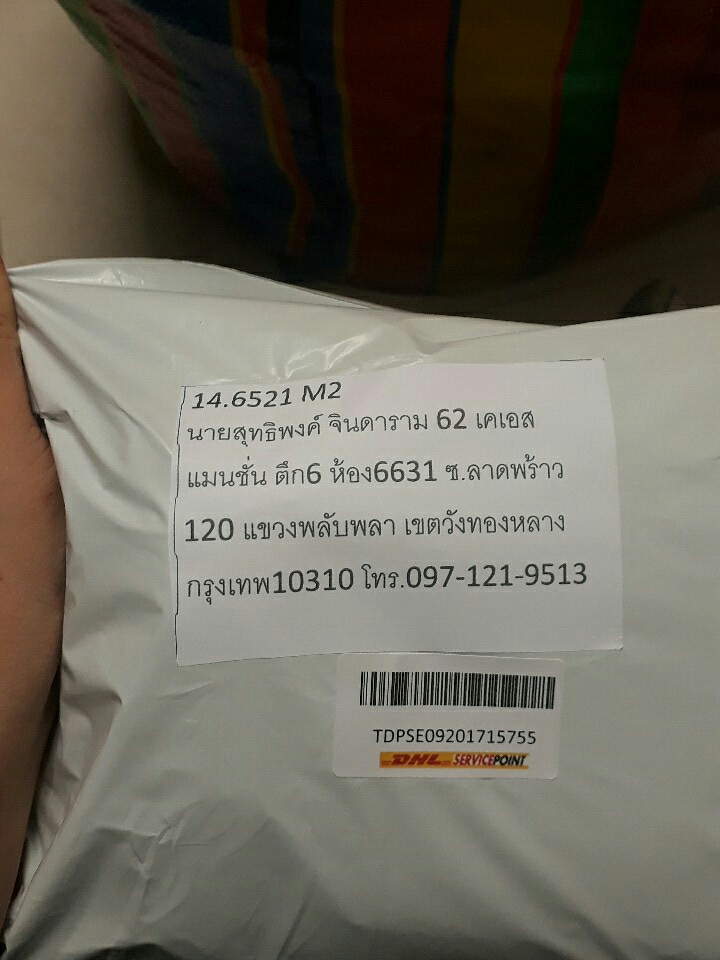 14.6521 M2
นายสุทธิพงค์ จินดาราม 62 เคเอส
แมนชั่น ตึก6 ห้อง6631 ซ.ลาดพร้าว
120 แขวงพลับพลา เขตวังทองหลาง
กรุงเทพ10310 โทร.097-121-9513
TDPSE09201715755
DHL SERVICEPOINT